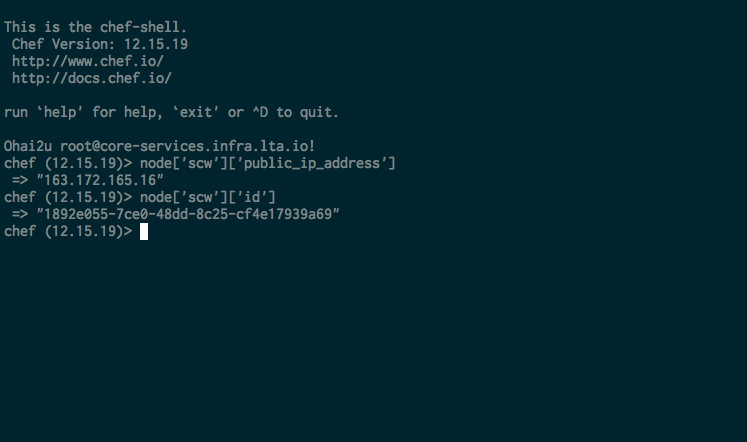 This is the chef-shell.
Chef Version: 12.15.19
http://www.chef.io/
http://docs.chef.io/
run `help' for help, `exit' or ^D to quit.
Ohai2u root@core-services.infra.lta.io!
chef (12.15.19)> node['scw']['public_ip_address']
=> "163.172.165.16"
chef (12.15.19)> node['scw']['id']
=> "1892e055-7ce0-48dd-8c25-cf4e17939a69"
chef (12.15.19)>